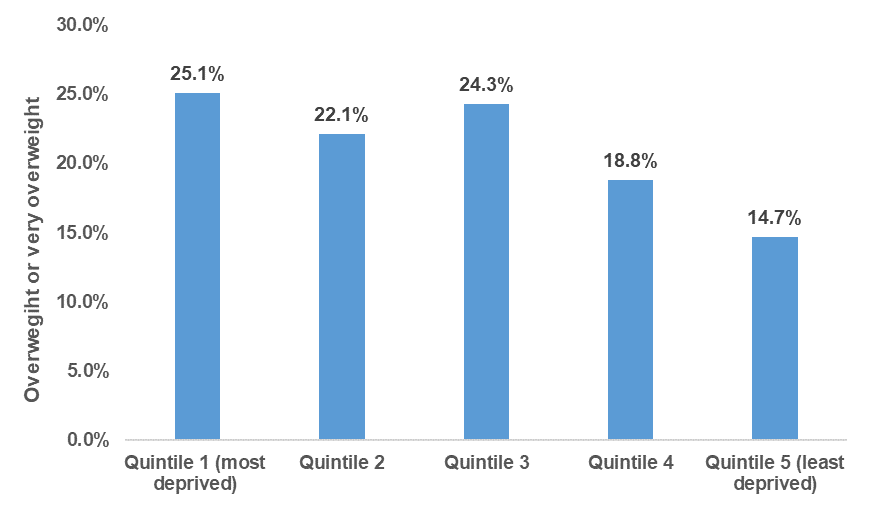 30.0%
25.0%
20.0%
15.0%
10.0%
5.0%
0.0%
Overwegiht or very overweight
25.1%
22.1%
24.3%
18.8%
14.7%
Quintile 1 (most
deprived)
Quintile 2
Quintile 3
Quintile 4
Quintile 5 (least
deprived)